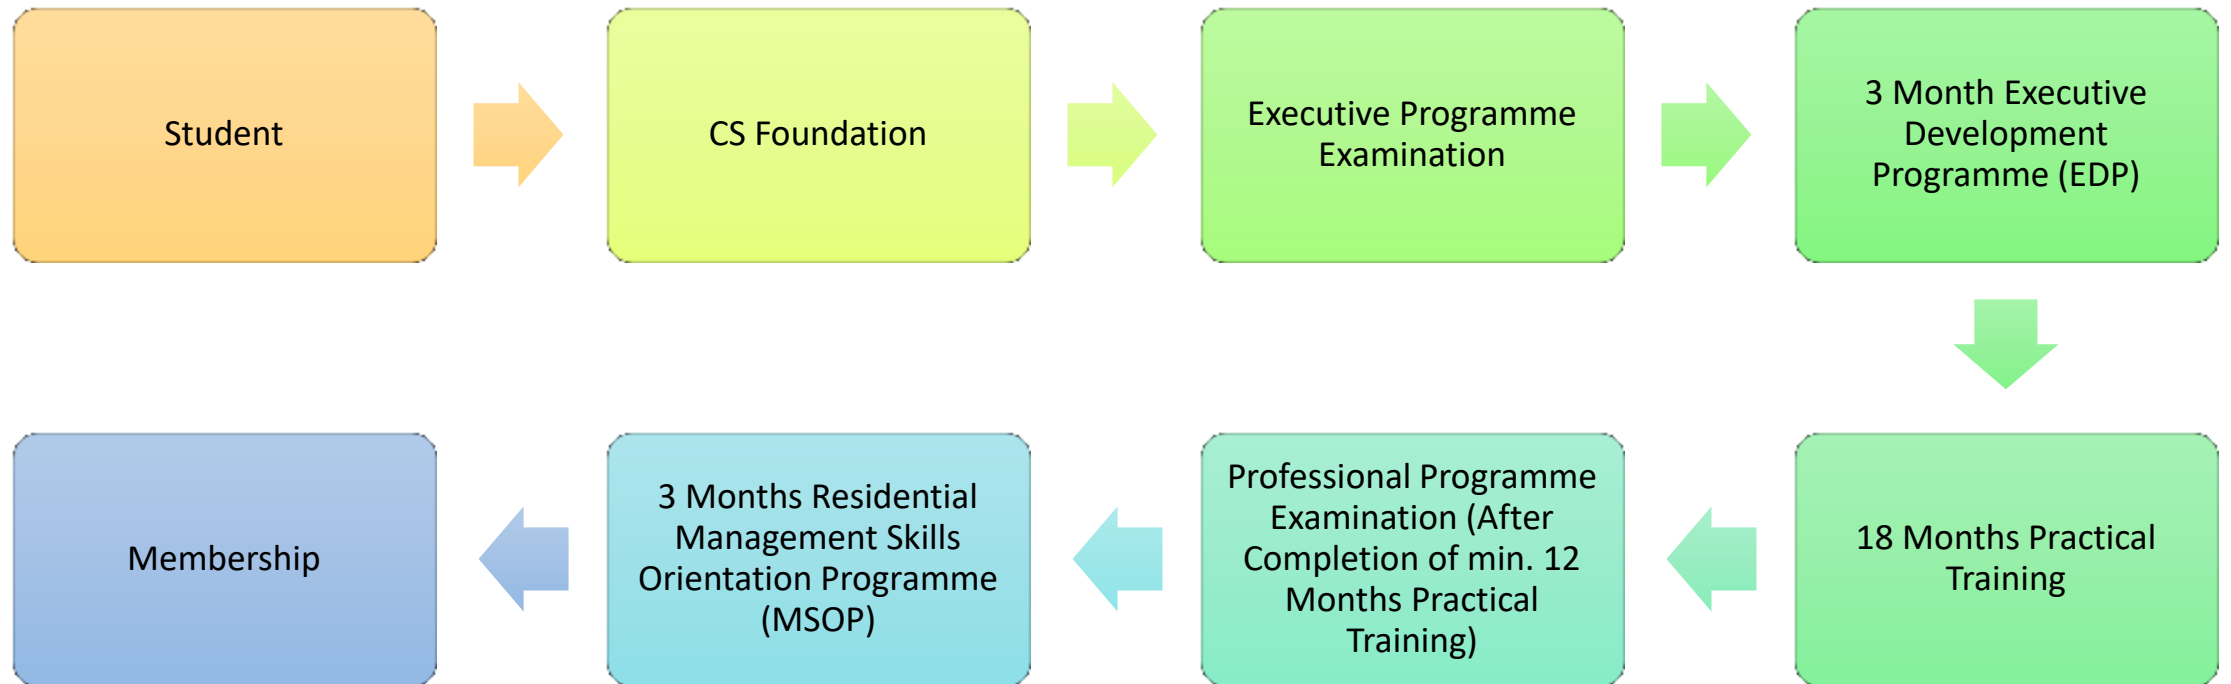 Student
CS Foundation
Executive Programme
Examination
3 Month Executive
Development
Programme (EDP)
18 Months Practical
Training
Professional Programme
Examination (After
Completion of min. 12
Months Practical
Training)
3 Months Residential
Management Skills
Orientation Programme
(MSOP)
Membership